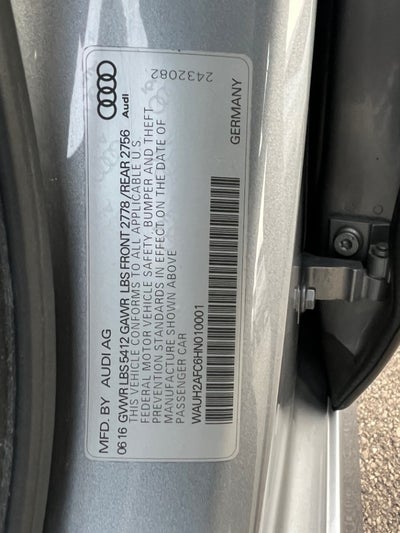 MFD. BY AUDI AG
06 16 GVWR LBS5412 GAWR LBS FRONT 2778/REAR 2756
THIS VEHICLE CONFORMS TO ALL APPLICABLE U.S
FEDERAL MOTOR VEHICLE SAFETY, BUMPER AND THEFT
PREVENTION STANDARDS IN EFFECT ON THE DATE OF
MANUFACTURE SHOWN ABOVE
PASSENGER CAR
WAUH2AFC6HN010001
Audi
2432082
GERMANY